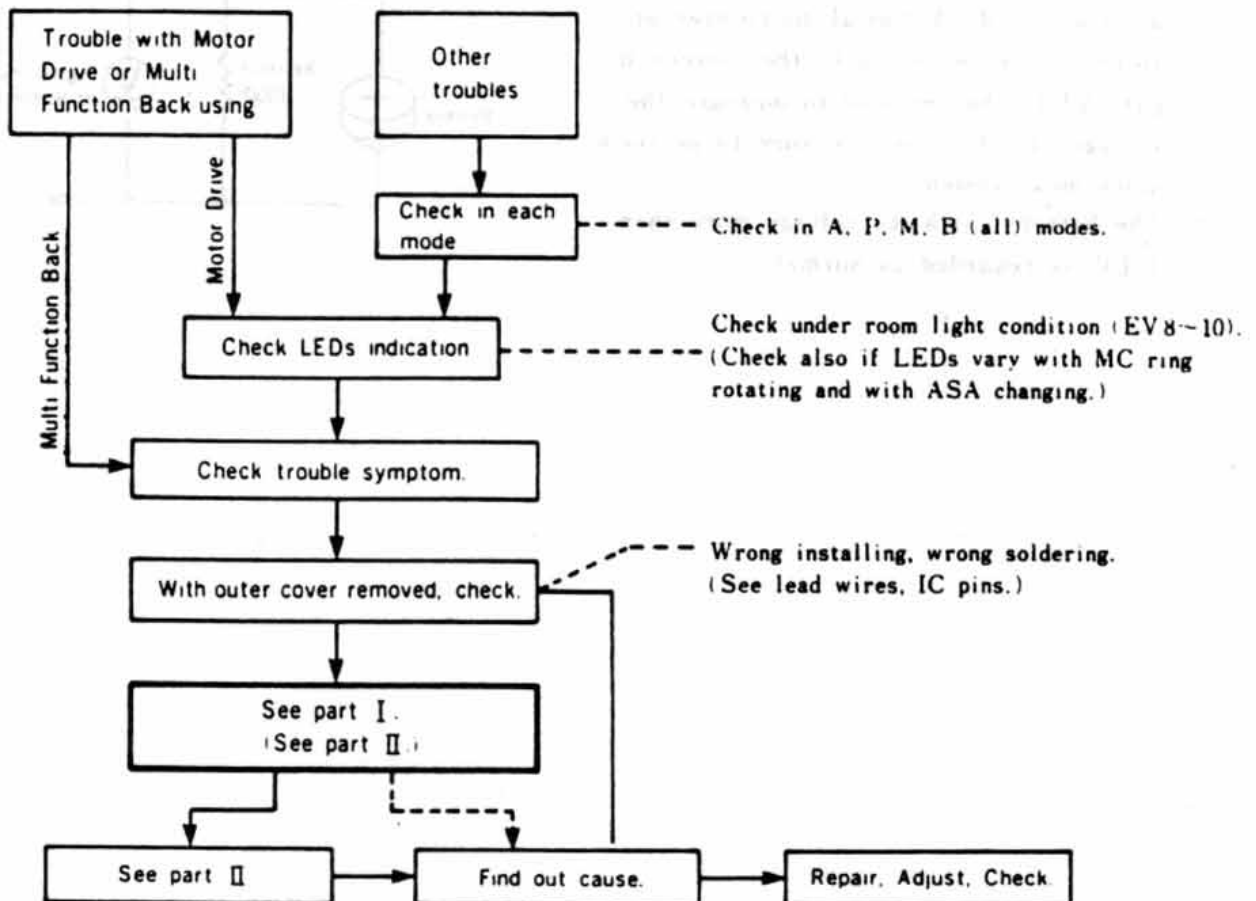 Trouble with Motor
Drive or Multi
Function Back using
Other
troubles
Multi Function Back
Motor Drive
Check in each
mode
Check in A, P, M, B (all) modes.
Check LEDs indication
Check under room light condition (EV 8~10).
(Check also if LEDs vary with MC ring
rotating and with ASA changing.)
Check trouble symptom.
With outer cover removed, check.
Wrong installing, wrong soldering.
(See lead wires, IC pins.)
See part I.
(See part II.)
See part II
Find out cause.
Repair, Adjust, Check.